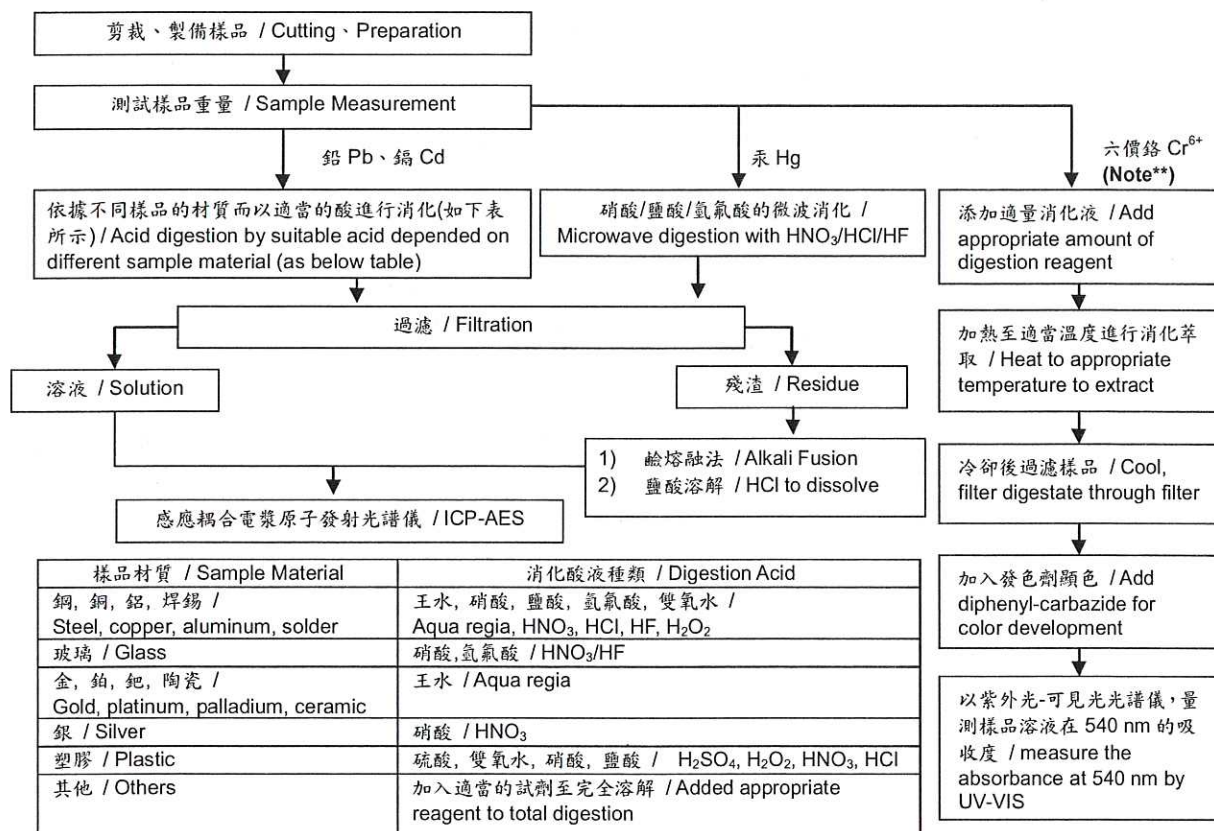 剪裁、製備樣品 / Cutting、Preparation
測試樣品重量 / Sample Measurement
鉛 Pb、鎘 Cd
汞 Hg
六價鉻 Cr⁶⁺
(Note**)
依據不同樣品的材質而以適當的酸進行消化(如下表
所示) / Acid digestion by suitable acid depended on
different sample material (as below table)
硝酸/鹽酸/氫氟酸的微波消化 /
Microwave digestion with HNO₃/HCl/HF
添加適量消化液 / Add
appropriate amount of
digestion reagent
過濾 / Filtration
加熱至適當溫度進行消化萃
取 / Heat to appropriate
temperature to extract
溶液 / Solution
殘渣 / Residue
1) 鹼熔融法 / Alkali Fusion
2) 鹽酸溶解 / HCl to dissolve
冷卻後過濾樣品 / Cool,
filter digestate through filter
感應耦合電漿原子發射光譜儀 / ICP-AES
加入發色劑顯色 / Add
diphenyl-carbazide for
color development
以紫外光-可見光光譜儀,量
測樣品溶液在 540 nm 的吸
收度 / measure the
absorbance at 540 nm by
UV-VIS
樣品材質 / Sample Material
消化酸液種類 / Digestion Acid
鋼, 銅, 鋁, 焊錫 /
Steel, copper, aluminum, solder
王水, 硝酸, 鹽酸, 氫氟酸, 雙氧水 /
Aqua regia, HNO₃, HCl, HF, H₂O₂
玻璃 / Glass
硝酸,氫氟酸 / HNO₃/HF
金, 鉑, 鈀, 陶瓷 /
Gold, platinum, palladium, ceramic
王水 / Aqua regia
銀 / Silver
硝酸 / HNO₃
塑膠 / Plastic
硫酸, 雙氧水, 硝酸, 鹽酸 / H₂SO₄, H₂O₂, HNO₃, HCl
其他 / Others
加入適當的試劑至完全溶解 / Added appropriate
reagent to total digestion